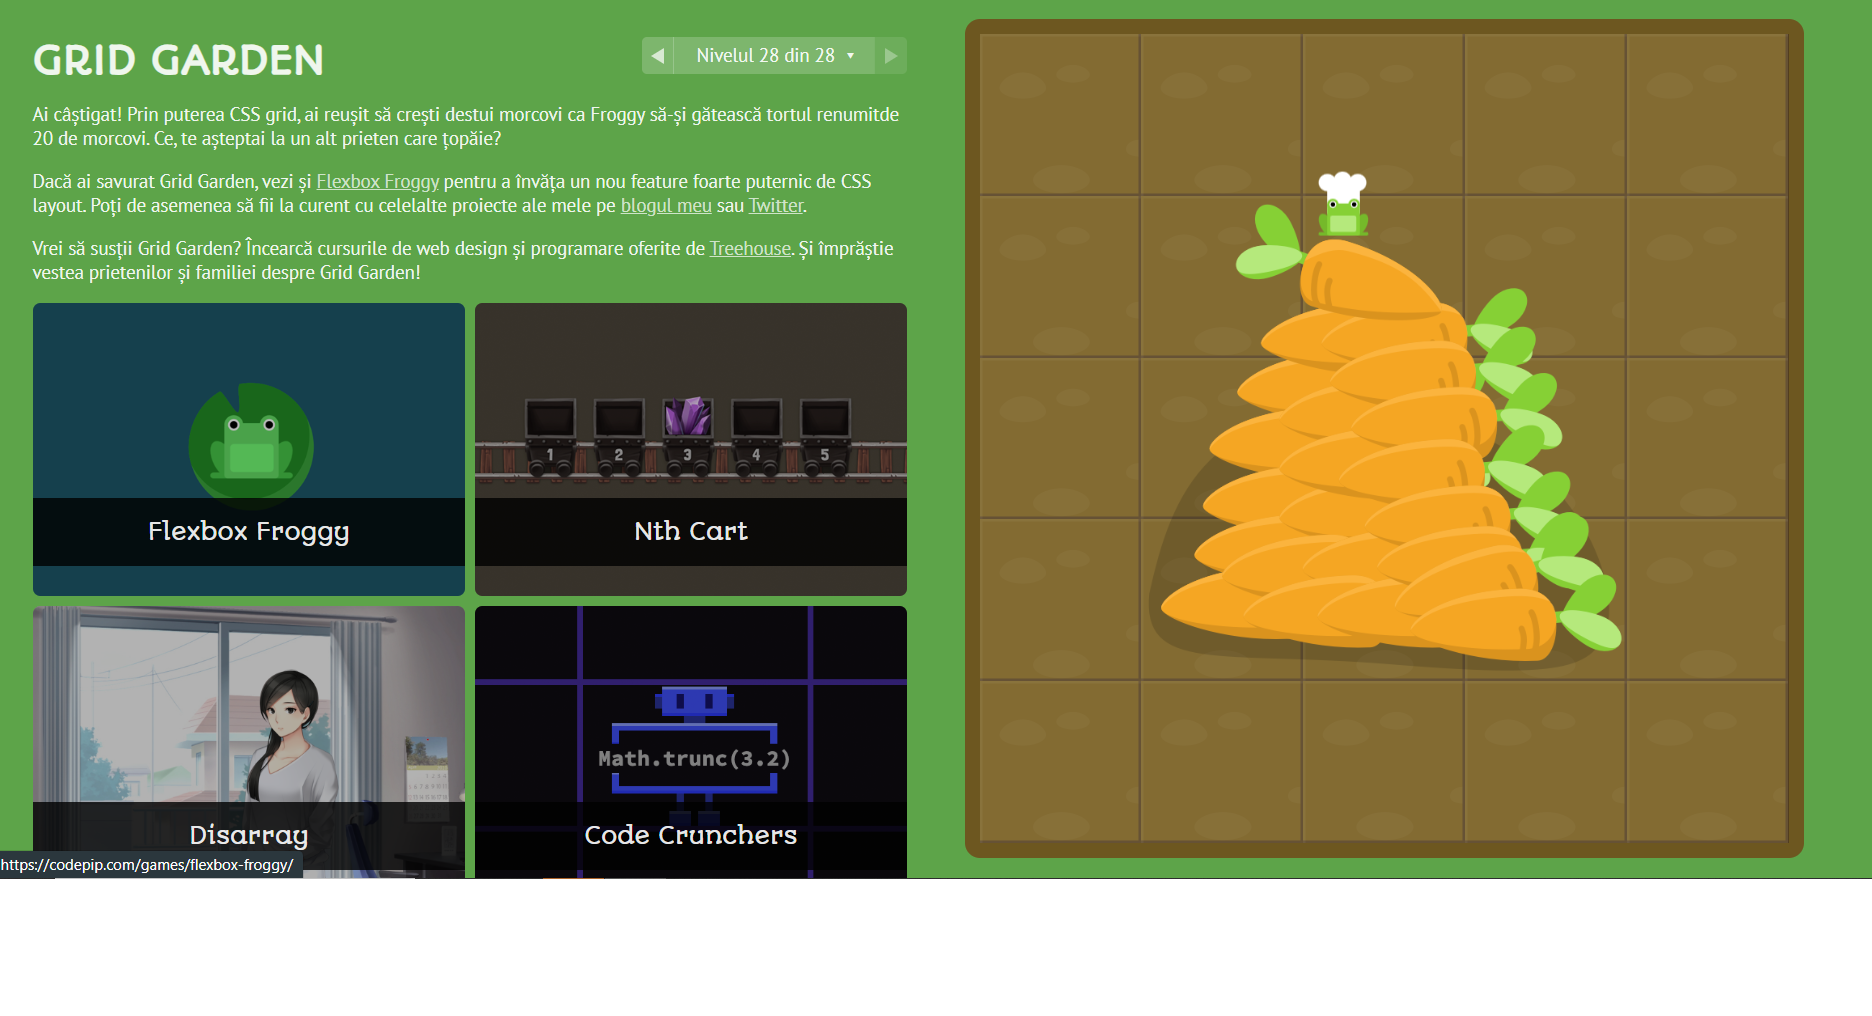 GRID GARDEN
Nivelul 28 din 28
Ai câștigat! Prin puterea CSS grid, ai reușit să crești destui morcovi ca Froggy să-și gătească tortul renumitde
20 de morcovi. Ce, te așteptai la un alt prieten care țopăie?
Dacă ai savurat Grid Garden, vezi și Flexbox Froggy pentru a învăța un nou feature foarte puternic de CSS
layout. Poți de asemenea să fii la curent cu celelalte proiecte ale mele pe blogul meu sau Twitter.
Vrei să susții Grid Garden? Încearcă cursurile de web design și programare oferite de Treehouse. Și împrăștie
vestea prietenilor și familiei despre Grid Garden!
1 2 3 4 5
Flexbox Froggy
Nth Cart
Math.trunc(3.2)
Disarray
Code Crunchers
https://codepip.com/games/flexbox-froggy/